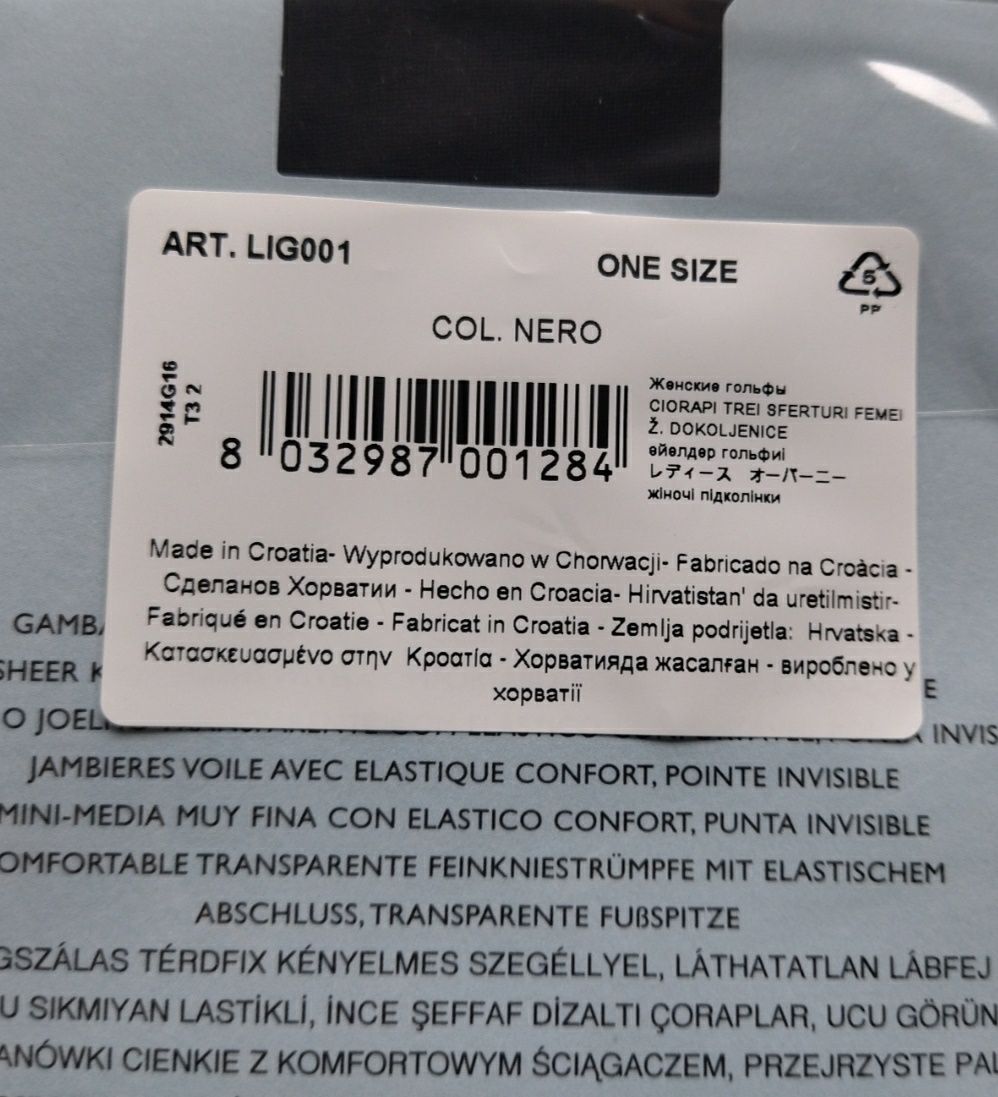 ART. LIG001
ONE SIZE
5
PP
COL. NERO
2914G16
T3 2
8 032987 001284
Женские гольфы
CIORAPI TREI SFERTURI FEMEI
Ž. DOKOLJENICE
әйелдәр гольфиі
レディース オーバーニー
жіночі підколінки
Made in Croatia- Wyprodukowano w Chorwacji- Fabricado na Croàcia -
Сделанов Хорватии - Hecho en Croacia- Hirvatistan' da uretilmistir-
Fabriqué en Croatie - Fabricat in Croatia - Zemlja podrijetla: Hrvatska -
Κατασκευασμένο στην Κροατία - Хорватияда жасалған - вироблено у
хорватії
GAMBA
SHEER K
E
O JOEL
INVIS
JAMBIERES VOILE AVEC ELASTIQUE CONFORT, POINTE INVISIBLE
MINI-MEDIA MUY FINA CON ELASTICO CONFORT, PUNTA INVISIBLE
OMFORTABLE TRANSPARENTE FEINKNIESTRÜMPFE MIT ELASTISCHEM
ABSCHLUSS, TRANSPARENTE FUßSPITZE
GSZÁLAS TÉRDFIX KÉNYELMES SZEGÉLLYEL, LÁTHATATLAN LÁBFEJ
U SIKMIYAN LASTİKLİ, İNCE ŞEFFAF DİZALTI ÇORAPLAR, UCU GÖRÜN
ANÓWKI CIENKIE Z KOMFORTOWYM ŚCIĄGACZEM, PRZEJRZYSTE PAL